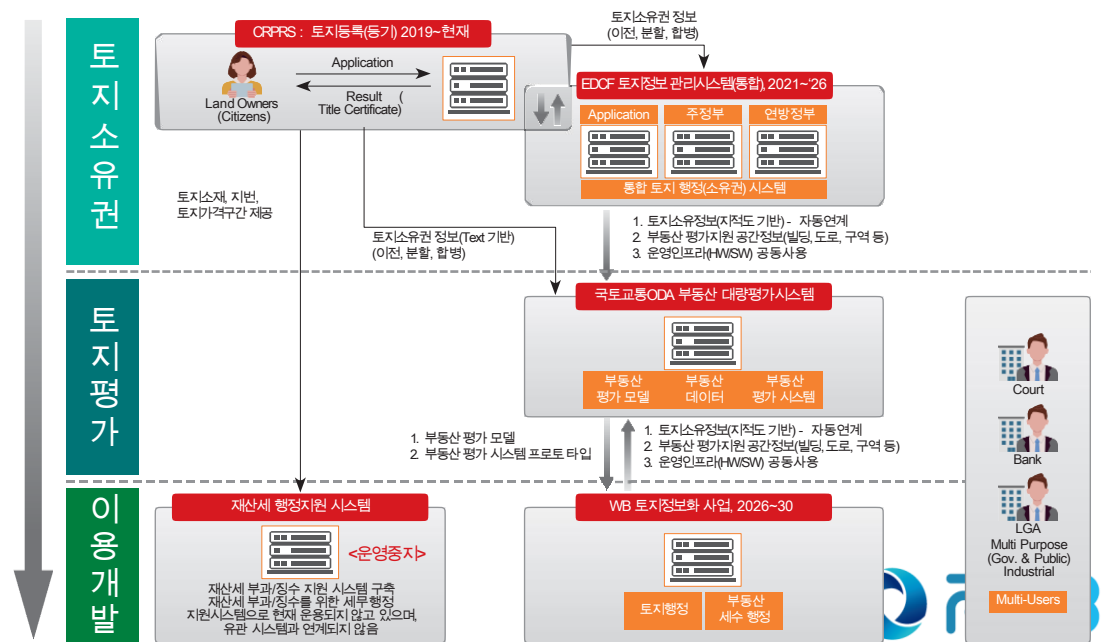 토지소유권
CRPRS : 토지등록(등기) 2019~현재
Application
Result (
Title Certificate)
Land Owners
(Citizens)
토지소유권 정보
(이전, 분할, 합병)
EDCF 토지정보 관리시스템(통합), 2021~'26
Application
주정부
연방정부
통합 토지 행정(소유권) 시스템
토지소재, 지번,
토지가격구간 제공
토지소유권 정보(Text 기반)
(이전, 분할, 합병)
1. 토지소유정보(지적도 기반) - 자동연계
2. 부동산 평가지원 공간정보(빌딩, 도로, 구역 등)
3. 운영인프라(HW/SW) 공동사용
토지평가
국토교통ODA 부동산 대량평가시스템
부동산
평가 모델
부동산
데이터
부동산
평가 시스템
1. 부동산 평가 모델
2. 부동산 평가 시스템 프로토 타입
1. 토지소유정보(지적도 기반) - 자동연계
2. 부동산 평가지원 공간정보(빌딩, 도로, 구역 등)
3. 운영인프라(HW/SW) 공동사용
이용개발
재산세 행정지원 시스템
<운영중지>
재산세 부과/징수 지원 시스템 구축
재산세 부과/징수를 위한 세무행정
지원시스템으로 현재 운용되지 않고 있으며,
유관 시스템과 연계되지 않음
WB 토지정보화 사업, 2026~30
토지행정
부동산
세수 행정
Court
Bank
LGA
Multi Purpose
(Gov. & Public)
Industrial
Multi-Users